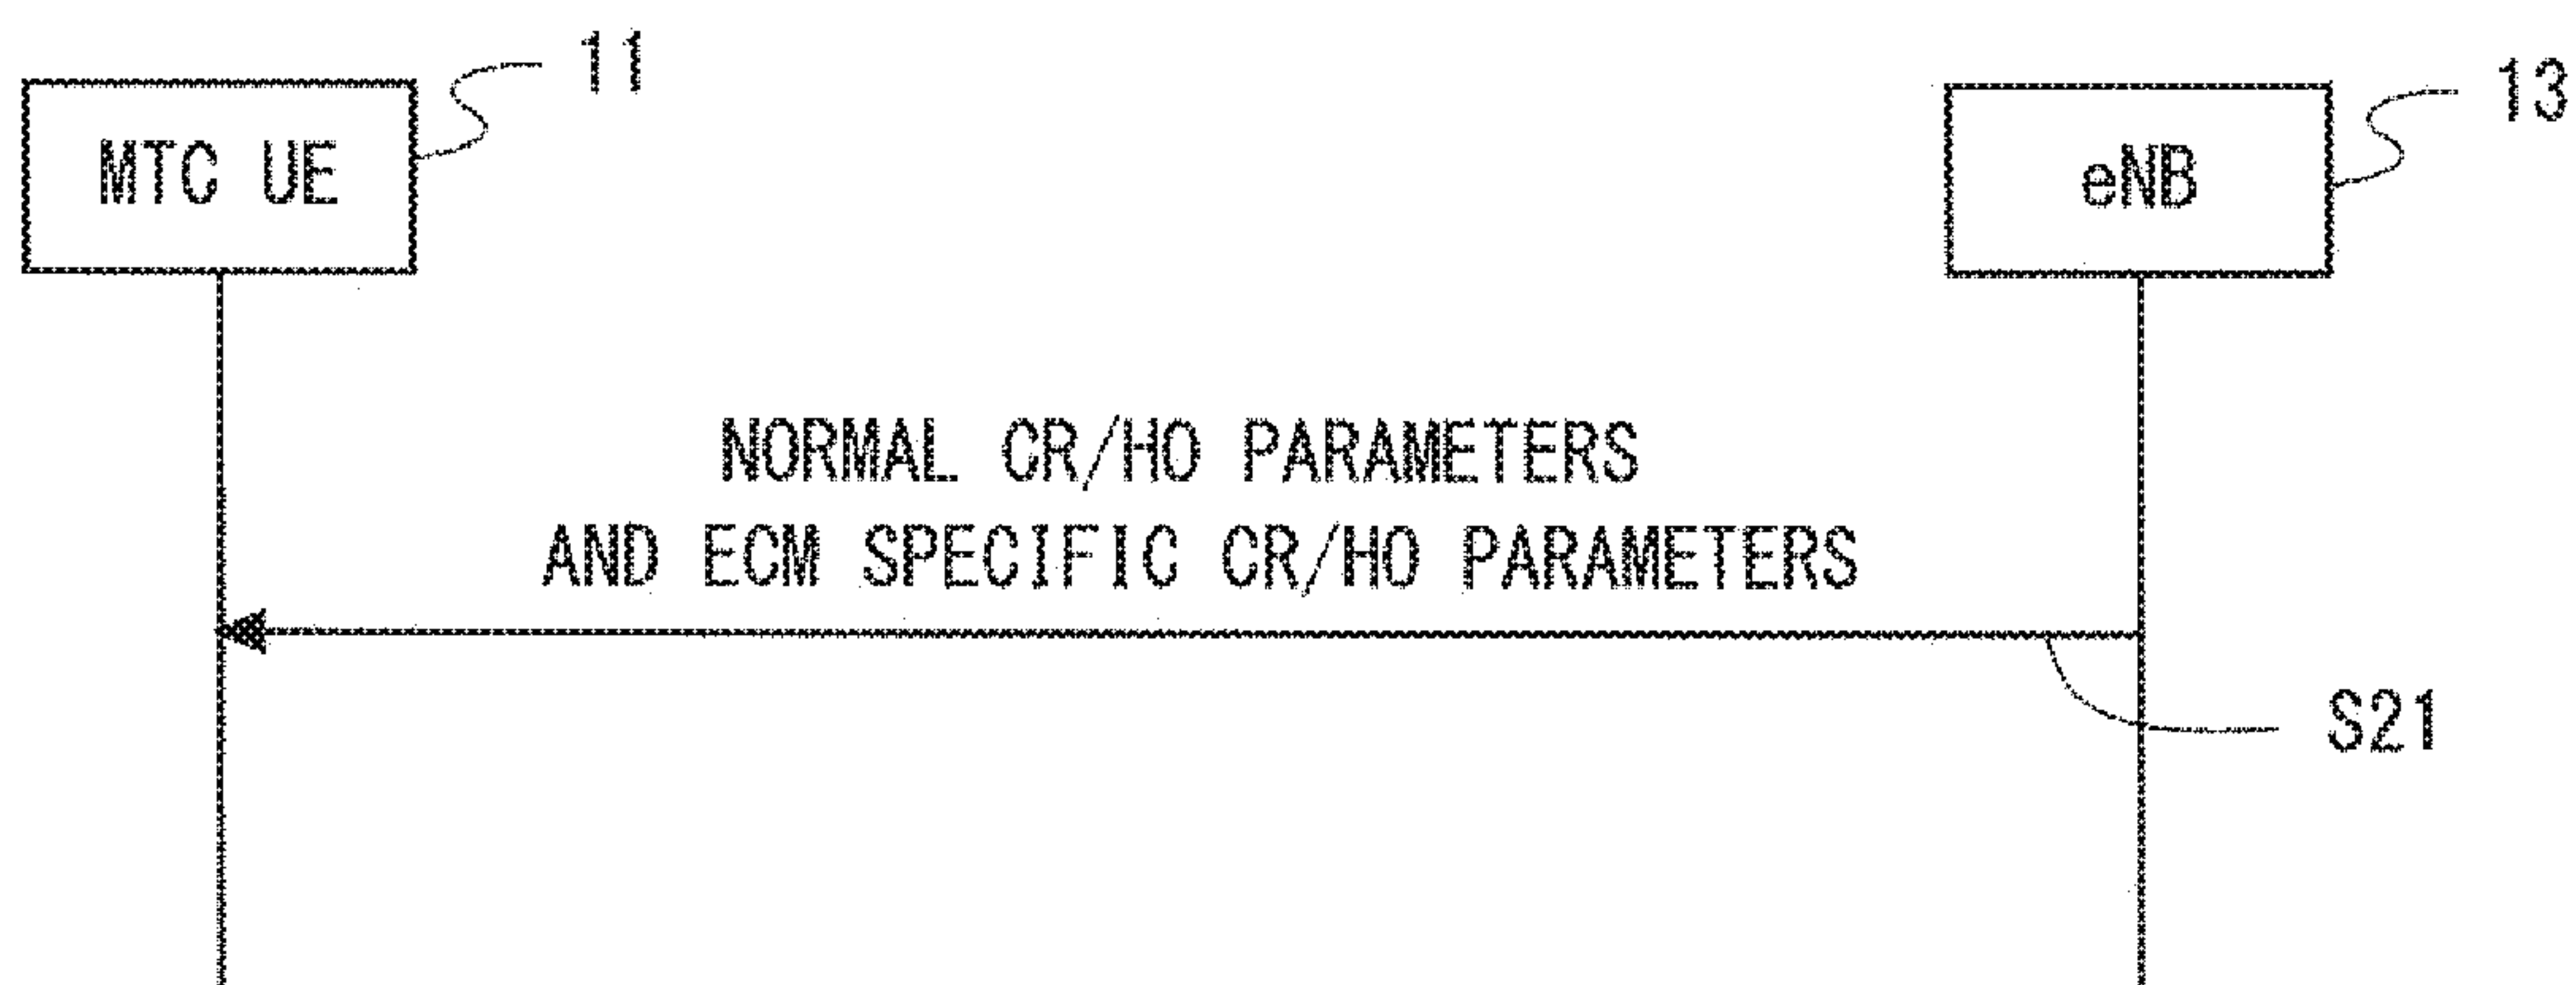 11
13
MTC UE
eNB
NORMAL CR/HO PARAMETERS
AND ECM SPECIFIC CR/HO PARAMETERS
S21